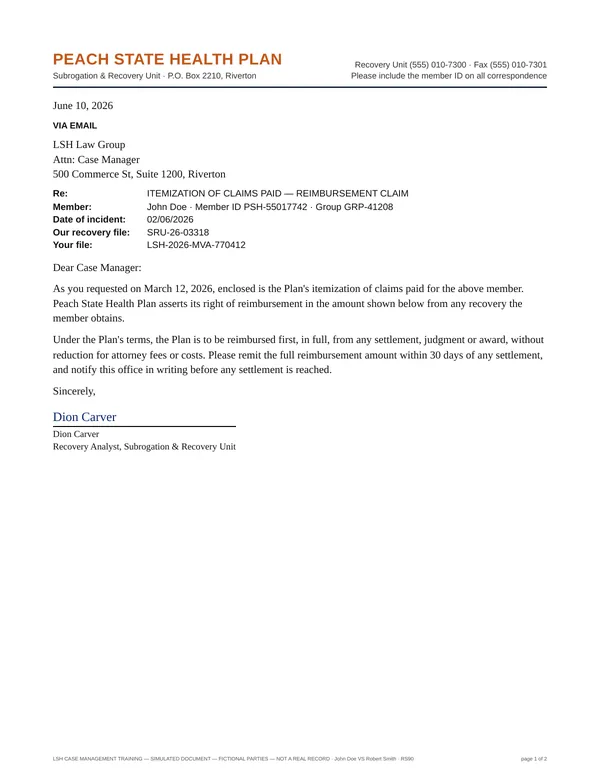 PEACH STATE HEALTH PLAN
Subrogation & Recovery Unit · P.O. Box 2210, Riverton
Recovery Unit (555) 010-7300 · Fax (555) 010-7301
Please include the member ID on all correspondence
June 10, 2026
VIA EMAIL
LSH Law Group
Attn: Case Manager
500 Commerce St, Suite 1200, Riverton
Re: ITEMIZATION OF CLAIMS PAID — REIMBURSEMENT CLAIM
Member: John Doe · Member ID PSH-55017742 · Group GRP-41208
Date of incident: 02/06/2026
Our recovery file: SRU-26-03318
Your file: LSH-2026-MVA-770412
Dear Case Manager:
As you requested on March 12, 2026, enclosed is the Plan's itemization of claims paid for the above member.
Peach State Health Plan asserts its right of reimbursement in the amount shown below from any recovery the
member obtains.
Under the Plan's terms, the Plan is to be reimbursed first, in full, from any settlement, judgment or award, without
reduction for attorney fees or costs. Please remit the full reimbursement amount within 30 days of any settlement,
and notify this office in writing before any settlement is reached.
Sincerely,
Dion Carver
Dion Carver
Recovery Analyst, Subrogation & Recovery Unit
LSH CASE MANAGEMENT TRAINING — SIMULATED DOCUMENT — FICTIONAL PARTIES — NOT A REAL RECORD · John Doe VS Robert Smith · RS90
page 1 of 2